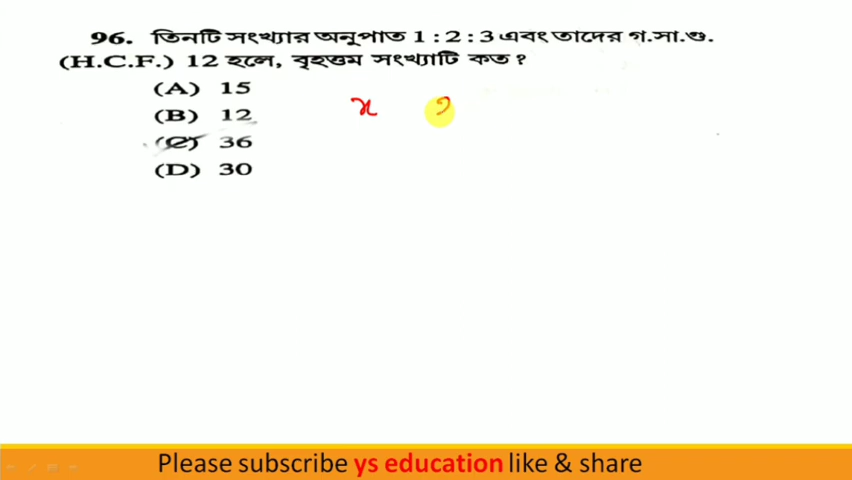 96. তিনটি সংখ্যার অনুপাত 1 : 2 : 3 এবং তাদের গ.সা.গু.
(H.C.F.) 12 হলে, বৃহত্তম সংখ্যাটি কত ?
(A) 15
(B) 12
(C) 36
(D) 30
x
Please subscribe ys education like & share